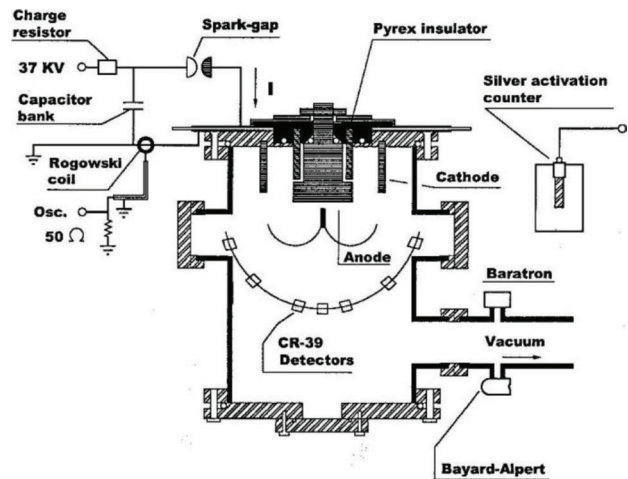 Charge
resistor
Spark-gap
Pyrex insulator
37 KV
I
Silver activation
counter
Capacitor
bank
Rogowski
coil
Cathode
Osc.
50 Ω
Anode
Baratron
CR-39
Detectors
Vacuum
Bayard-Alpert